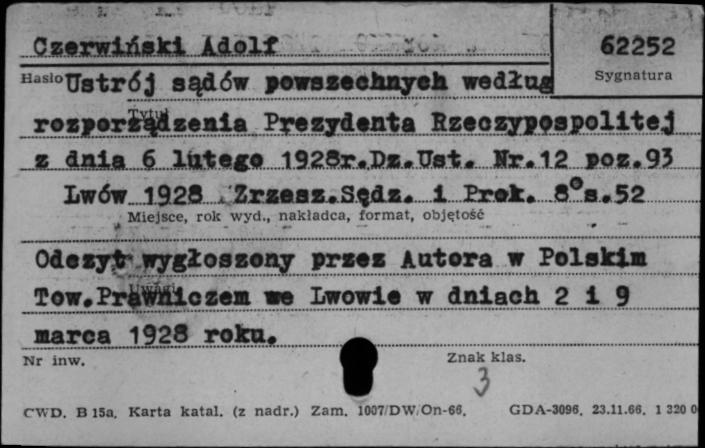 Czerwiński Adolf
62252
Hasło
Sygnatura
Ustrój sądów powszechnych według
Tytuł
rozporządzenia Prezydenta Rzeczypospolitej
z dnia 6 lutego 1928r.Dz.Ust. Nr.12 poz.93
Lwów 1928 Zrzesz.Sędz. i Prok. 8°s.52
Miejsce, rok wyd., nakładca, format, objętość
Odczyt wygłoszony przez Autora w Polskim
Uwagi
Tow.Prawniczem we Lwowie w dniach 2 i 9
marca 1928 roku.
Nr inw.
Znak klas.
3
CWD. B 15a. Karta katal. (z nadr.) Zam. 1007/DW/On-66. GDA-3096. 23.11.66. 1 320 0